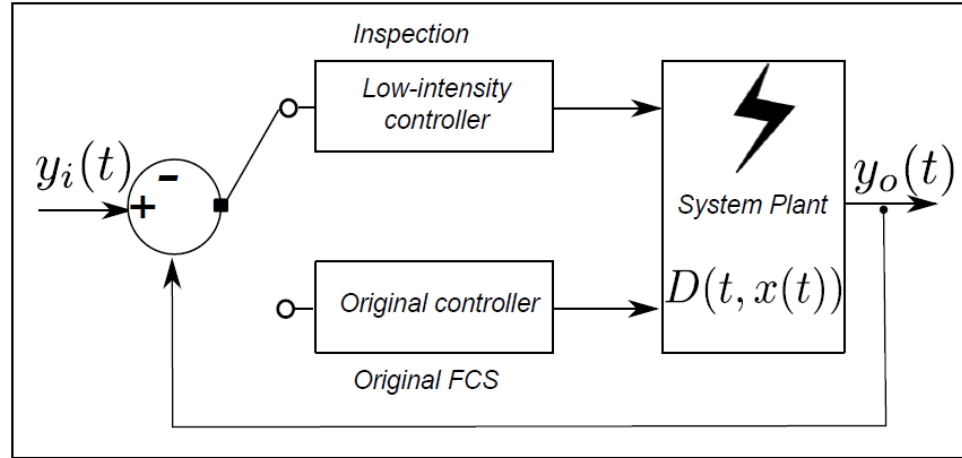 Inspection
Low-intensity
controller
y_i(t)
-
+
System Plant
y_o(t)
D(t, x(t))
Original controller
Original FCS